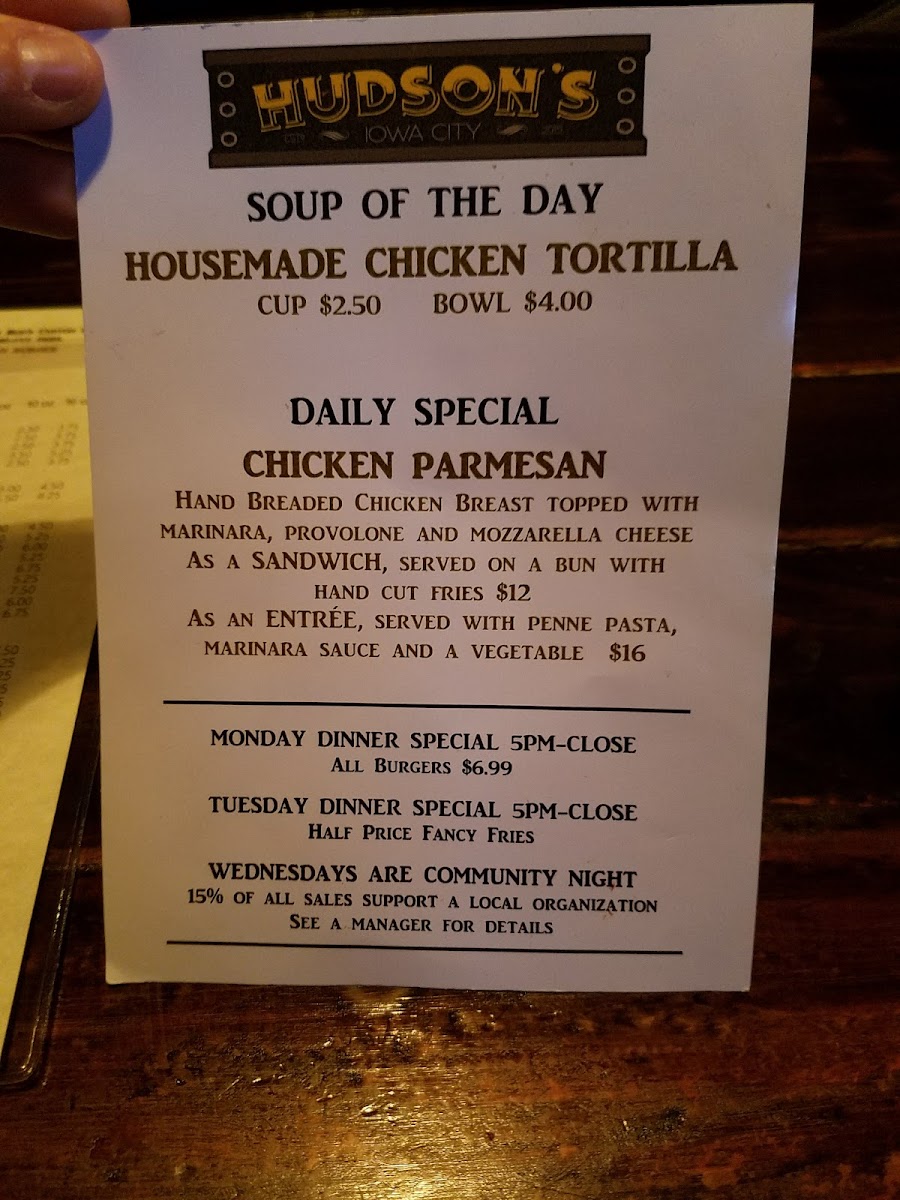 HUDSON'S
IOWA CITY
SOUP OF THE DAY
HOUSEMADE CHICKEN TORTILLA
CUP $2.50 BOWL $4.00
DAILY SPECIAL
CHICKEN PARMESAN
HAND BREADED CHICKEN BREAST TOPPED WITH
MARINARA, PROVOLONE AND MOZZARELLA CHEESE
AS A SANDWICH, SERVED ON A BUN WITH
HAND CUT FRIES $12
AS AN ENTRÉE, SERVED WITH PENNE PASTA,
MARINARA SAUCE AND A VEGETABLE $16
MONDAY DINNER SPECIAL 5PM-CLOSE
ALL BURGERS $6.99
TUESDAY DINNER SPECIAL 5PM-CLOSE
HALF PRICE FANCY FRIES
WEDNESDAYS ARE COMMUNITY NIGHT
15% OF ALL SALES SUPPORT A LOCAL ORGANIZATION
SEE A MANAGER FOR DETAILS